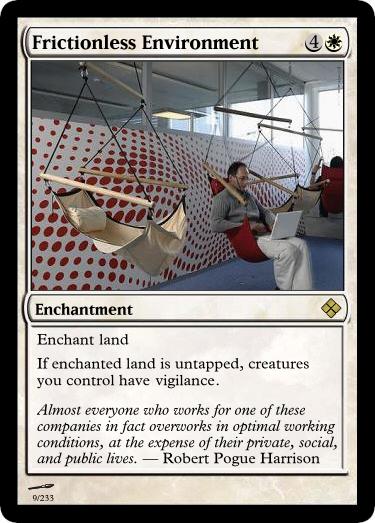 Frictionless Environment 4
Enchantment
Enchant land
If enchanted land is untapped, creatures
you control have vigilance.
Almost everyone who works for one of these
companies in fact overworks in optimal working
conditions, at the expense of their private, social,
and public lives. — Robert Pogue Harrison
9/233